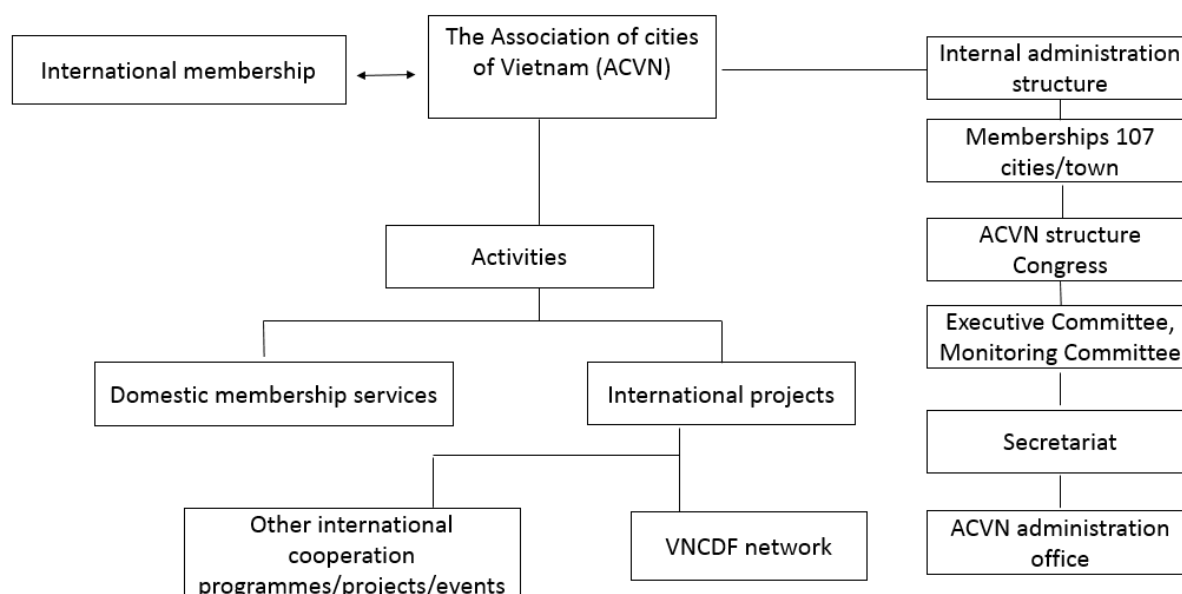 The Association of cities
of Vietnam (ACVN)
International membership
Internal administration
structure
Memberships 107
cities/town
Activities
ACVN structure
Congress
Executive Committee,
Monitoring Committee
Domestic membership services
International projects
Secretariat
Other international
cooperation
programmes/projects/events
VNCDF network
ACVN administration
office